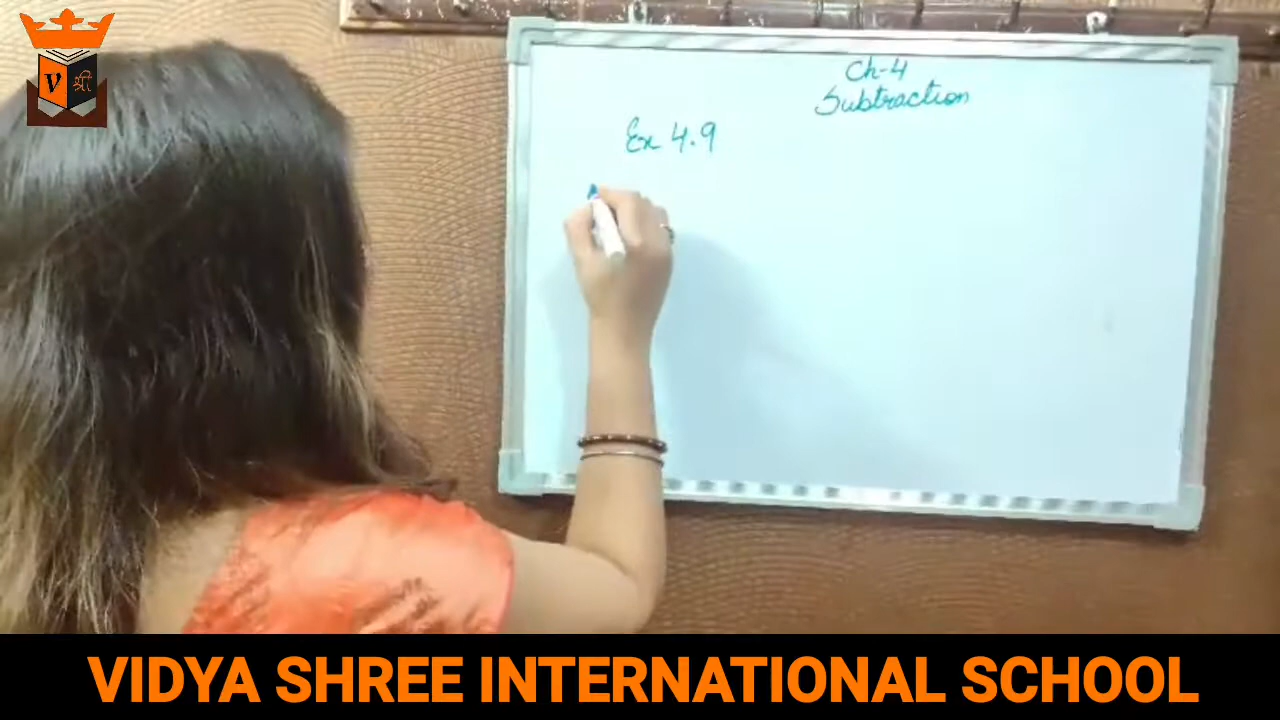 V श्री
Ch-4
Subtraction
Ex 4.9
VIDYA SHREE INTERNATIONAL SCHOOL